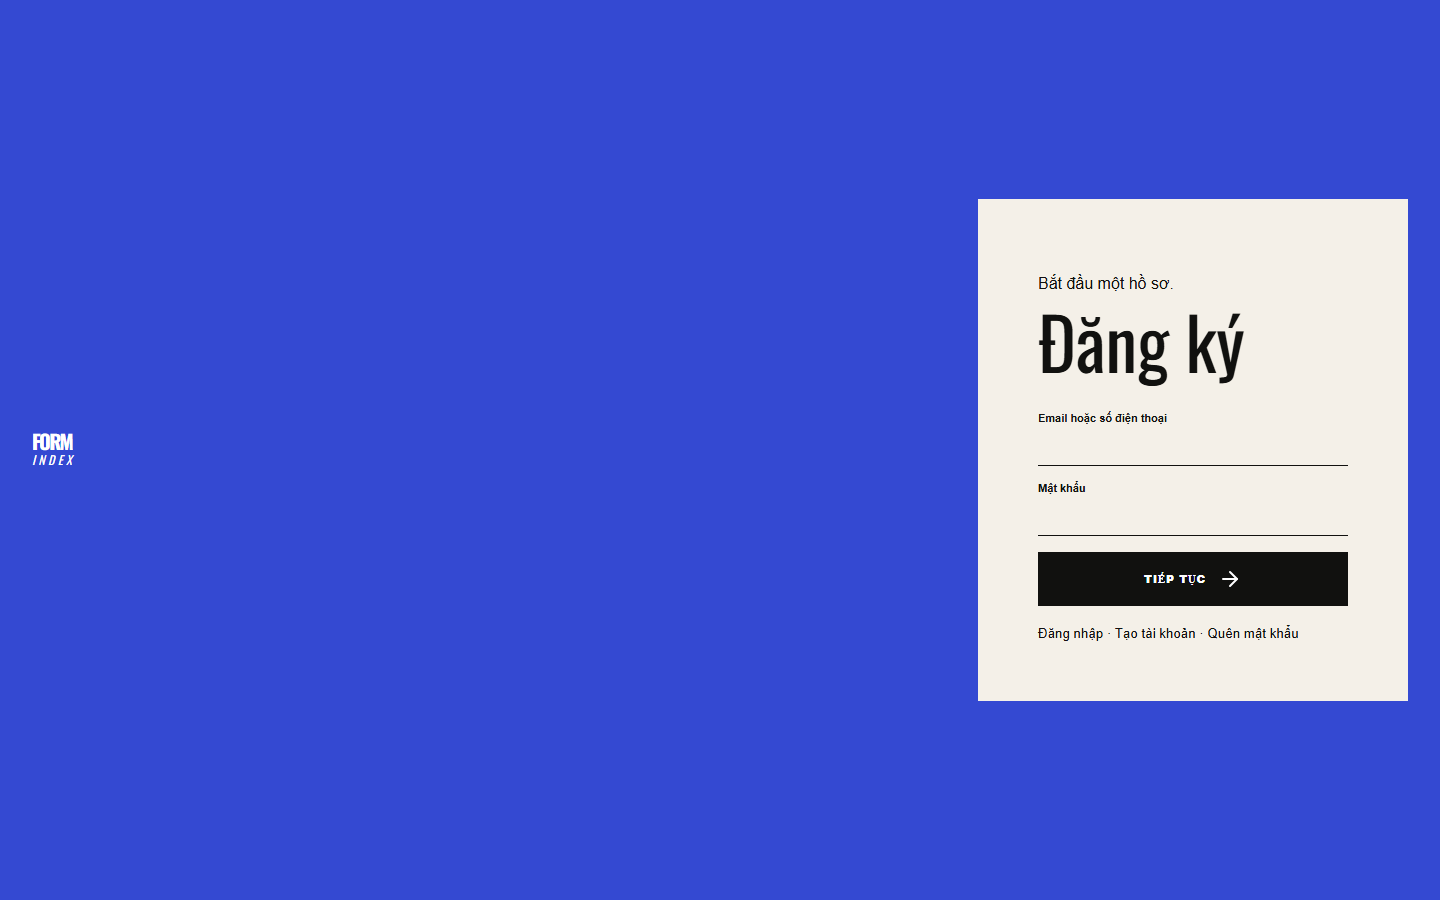 FORM
INDEX
Bắt đầu một hồ sơ.
Đăng ký
Email hoặc số điện thoại
Mật khẩu
TIẾP TỤC
Đăng nhập · Tạo tài khoản · Quên mật khẩu